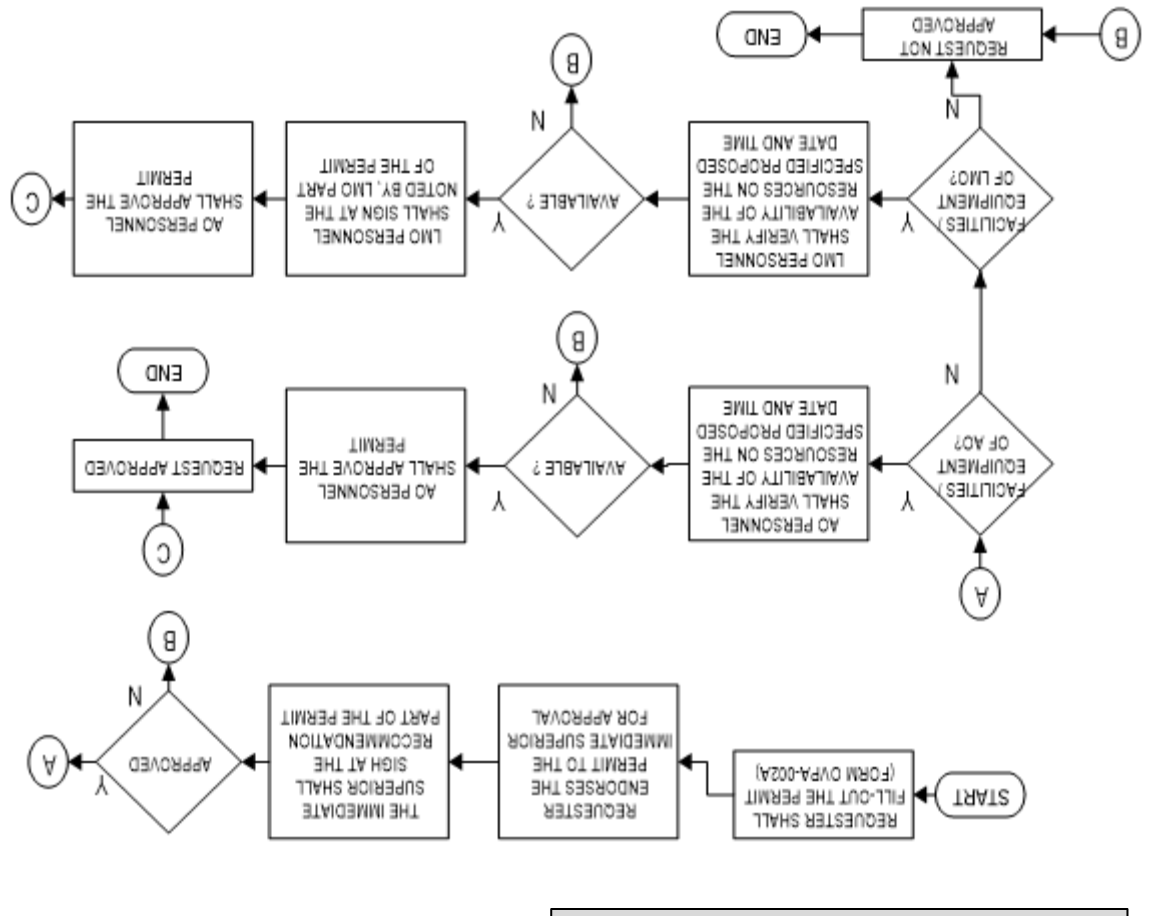 START
REQUESTER SHALL
FILL-OUT THE PERMIT
(FORM OVPA-002A)
REQUESTER
ENDORSES THE
PERMIT TO THE
IMMEDIATE SUPERIOR
FOR APPROVAL
THE IMMEDIATE
SUPERIOR SHALL
SIGH AT THE
RECOMMENDATION
PART OF THE PERMIT
APPROVED
Y
A
N
B
A
FACILITIES)
EQUIPMENT
OF AO?
Y
N
AO PERSONNEL
SHALL VERIFY THE
AVAILABILITY OF THE
RESOURCES ON THE
SPECIFIED PROPOSED
DATE AND TIME
AVAILABLE ?
Y
N
B
AO PERSONNEL
SHALL APPROVE THE
PERMIT
C
REQUEST APPROVED
END
FACILITIES)
EQUIPMENT
OF LMO?
Y
N
LMO PERSONNEL
SHALL VERIFY THE
AVAILABILITY OF THE
RESOURCES ON THE
SPECIFIED PROPOSED
DATE AND TIME
AVAILABLE ?
Y
N
B
LMO PERSONNEL
SHALL SIGN AT THE
NOTED BY, LMO PART
OF THE PERMIT
AO PERSONNEL
SHALL APPROVE THE
PERMIT
C
B
REQUEST NOT
APPROVED
END